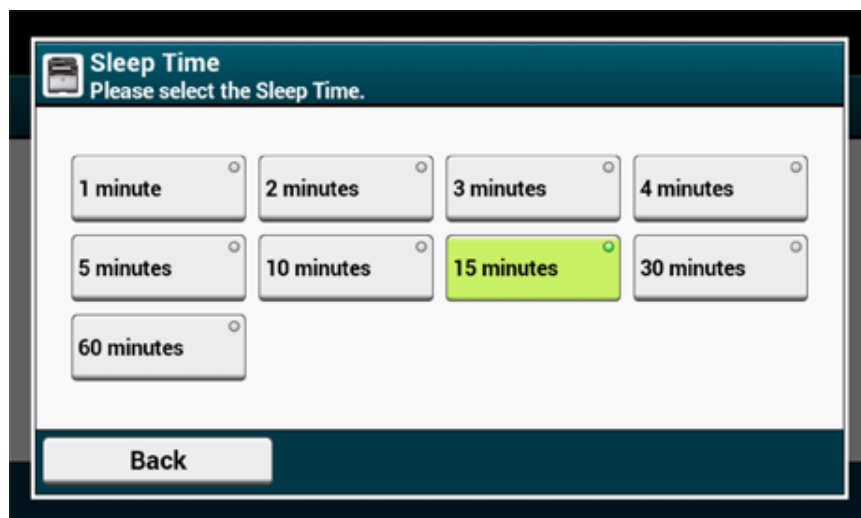 Sleep Time
Please select the Sleep Time.
1 minute
2 minutes
3 minutes
4 minutes
5 minutes
10 minutes
15 minutes
30 minutes
60 minutes
Back